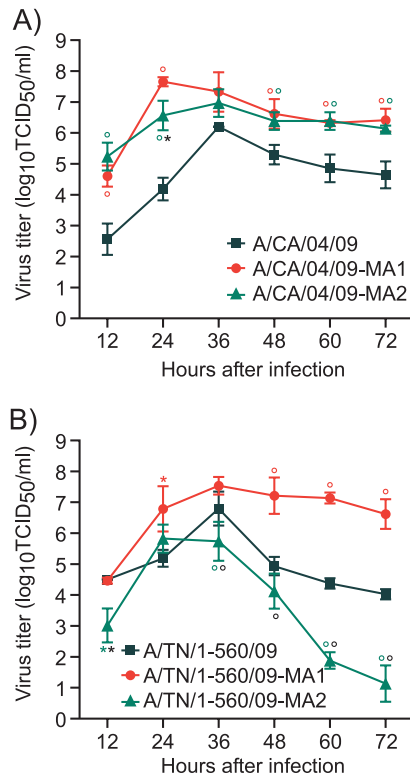 A)
Virus titer (log10TCID50/ml)
9
8
7
6
5
4
3
2
1
0
*
A/CA/04/09
A/CA/04/09-MA1
A/CA/04/09-MA2
12 24 36 48 60 72
Hours after infection
B)
Virus titer (log10TCID50/ml)
9
8
7
6
5
4
3
2
1
0
*
**
A/TN/1-560/09
A/TN/1-560/09-MA1
A/TN/1-560/09-MA2
12 24 36 48 60 72
Hours after infection